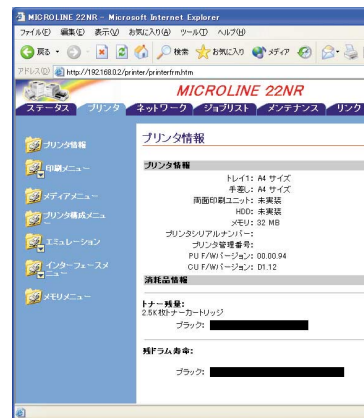 MICROLINE 22NR - Microsoft Internet Explorer
ファイル(F) 編集(E) 表示(V) お気に入り(A) ツール(T) ヘルプ(H)
戻る 検索 お気に入り メディア
アドレス(D) http://192.168.0.2/printer/printerfrm.htm
MICROLINE 22NR
ステータス プリンタ ネットワーク ジョブリスト メンテナンス リンク
プリンタ情報
印刷メニュー
メディアメニュー
プリンタ構成メニュー
エミュレーション
インターフェースメニュー
メモリメニュー
プリンタ情報
プリンタ情報
トレイ1: A4 サイズ
手差し: A4 サイズ
両面印刷ユニット: 未実装
HDD: 未実装
メモリ: 32 MB
プリンタシリアルナンバー:
プリンタ管理番号:
PU F/Wバージョン: 00.00.94
CU F/Wバージョン: D1.12
消耗品情報
トナー残量:
2.5K枚トナーカートリッジ
ブラック:
残ドラム寿命:
ブラック: